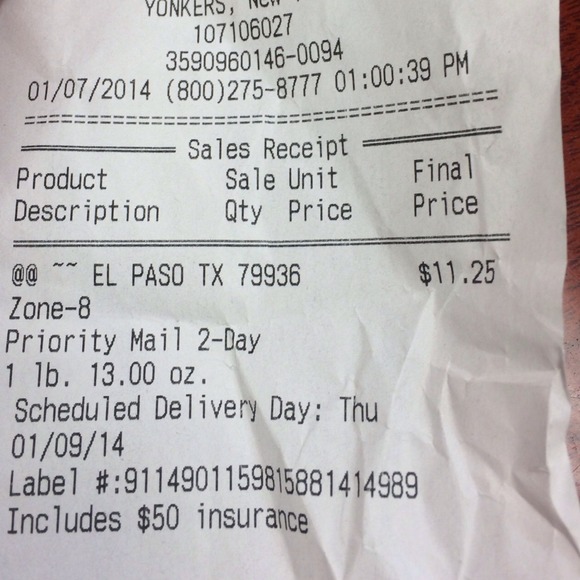 YONKERS,
107106027
3590960146-0094
01/07/2014 (800)275-8777 01:00:39 PM
Sales Receipt
Product Sale Unit Final
Description Qty Price Price
@@ ~~ EL PASO TX 79936 $11.25
Zone-8
Priority Mail 2-Day
1 lb. 13.00 oz.
Scheduled Delivery Day: Thu
01/09/14
Label #:9114901159815881414989
Includes $50 insurance